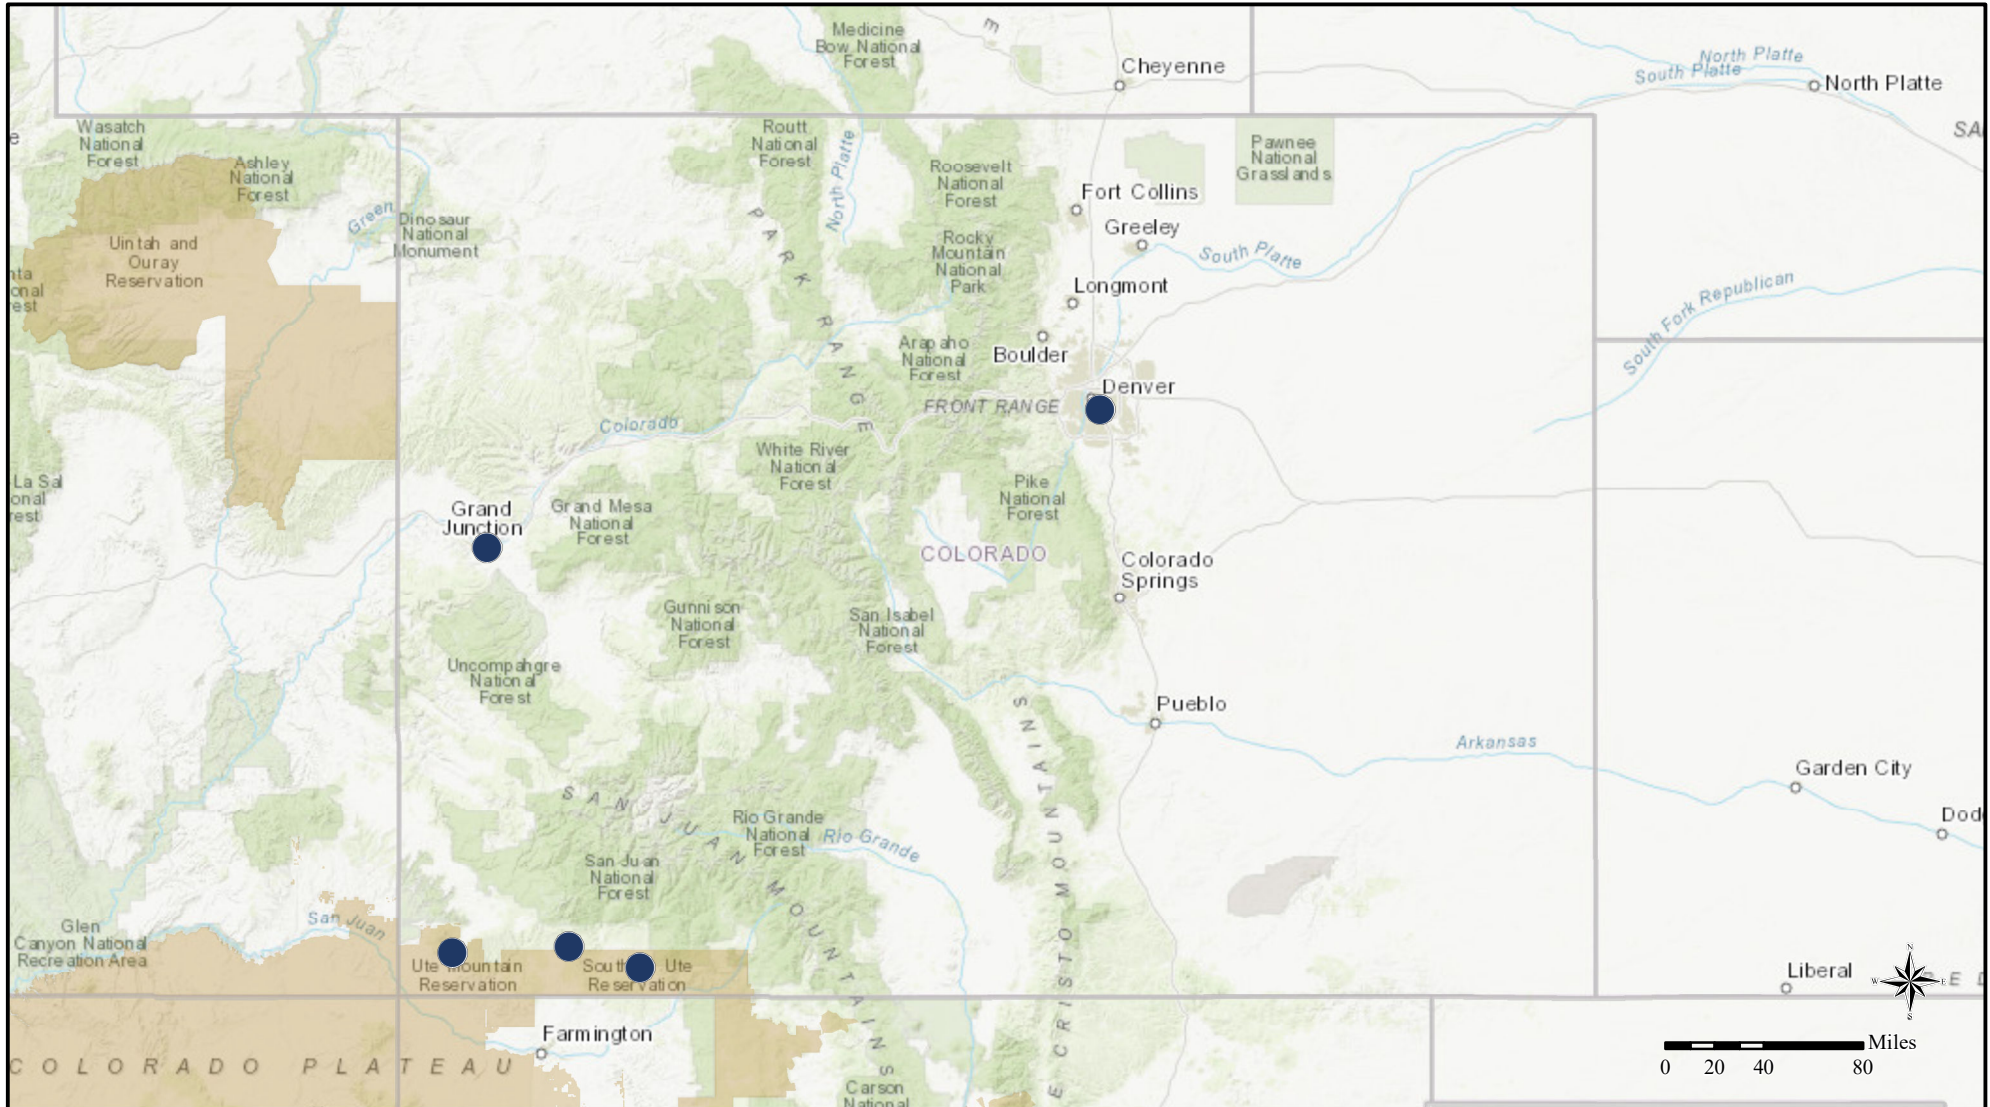 Medicine
Bow National
Forest
Cheyenne
North Platte
South Platte
North Platte
Wasatch
National
Forest
Ashley
National
Forest
Routt
National
Forest
North Platte
Roosevelt
National
Forest
Pawnee
National
Grasslands
Fort Collins
Greeley
Green
Dinosaur
National
Monument
Uintah and
Ouray
Reservation
PARK RANGE
Rocky
Mountain
National
Park
South Platte
Longmont
South Fork Republican
Arapaho
National
Forest
Boulder
Denver
FRONT RANGE
Colorado
White River
National
Forest
La Sal
Pike
National
Forest
Grand
Junction
Grand Mesa
National
Forest
COLORADO
Colorado
Springs
Gunnison
National
Forest
San Isabel
National
Forest
Uncompahgre
National
Forest
Pueblo
Arkansas
Garden City
SAN JUAN MOUNTAINS
Rio Grande
National
Forest
Rio Grande
San Juan
National
Forest
E CRISTO MOUNTAINS
Glen
Canyon National
Recreation Area
San Juan
Ute Mountain
Reservation
Ute
Reservation
Liberal
N
W E
S
Farmington
COLORADO PLATEAU
Carson
National
Miles
0 20 40 80